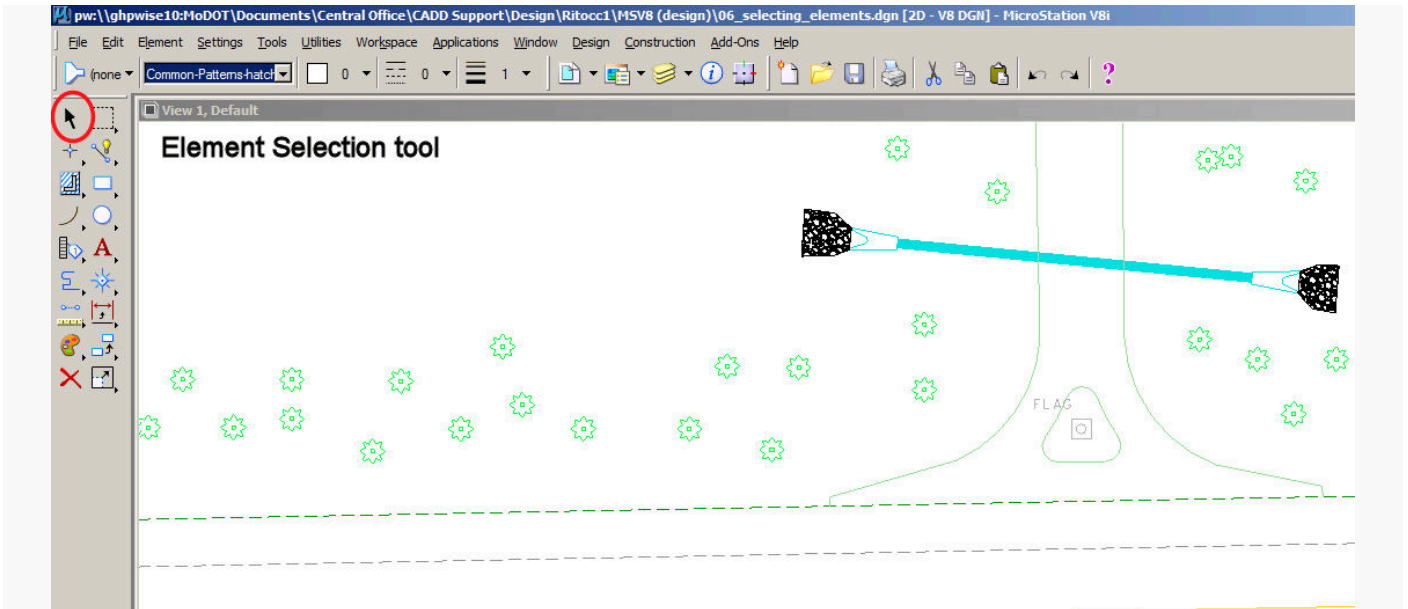 pw:\\ghpwise10:MoDOT\Documents\Central Office\CADD Support\Design\Ritocc1\MSV8 (design)\06_selecting_elements.dgn [2D - V8 DGN] - MicroStation V8i
File Edit Element Settings Tools Utilities Workspace Applications Window Design Construction Add-Ons Help
(none Common-Patterns-hatch 0 0 1
View 1, Default
Element Selection tool
FLAG